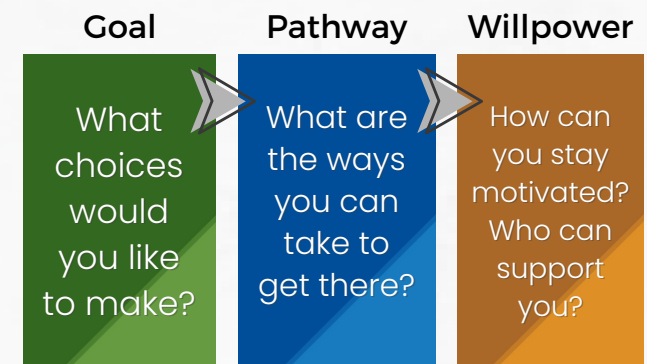 Goal
What
choices
would
you like
to make?
Pathway
What are
the ways
you can
take to
get there?
Willpower
How can
you stay
motivated?
Who can
support
you?